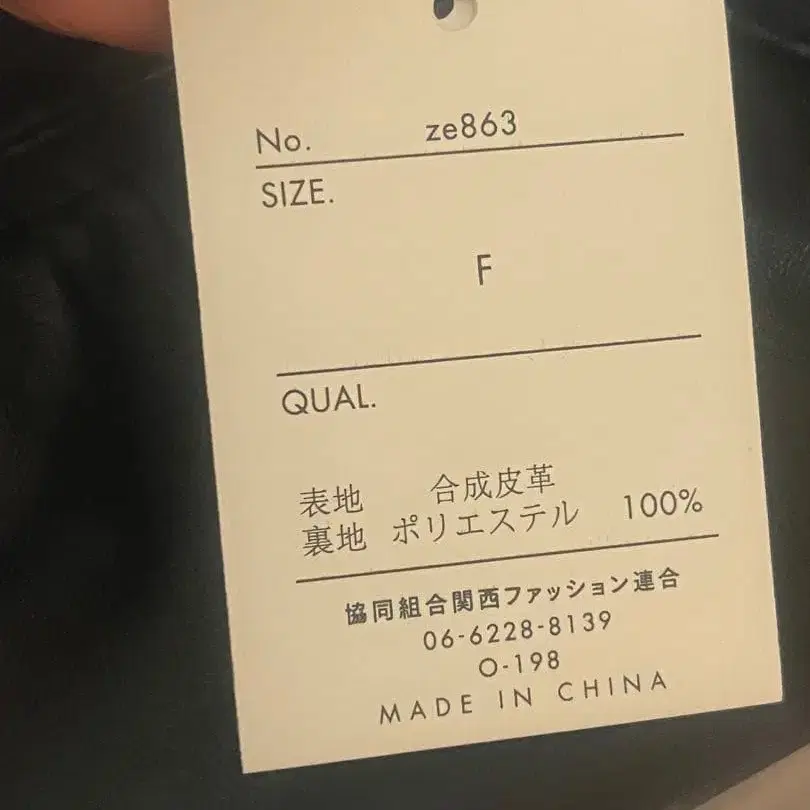 No. ze863
SIZE.
F
QUAL.
表地 合成皮革
裏地 ポリエステル 100%
協同組合関西ファッション連合
06-6228-8139
O-198
MADE IN CHINA